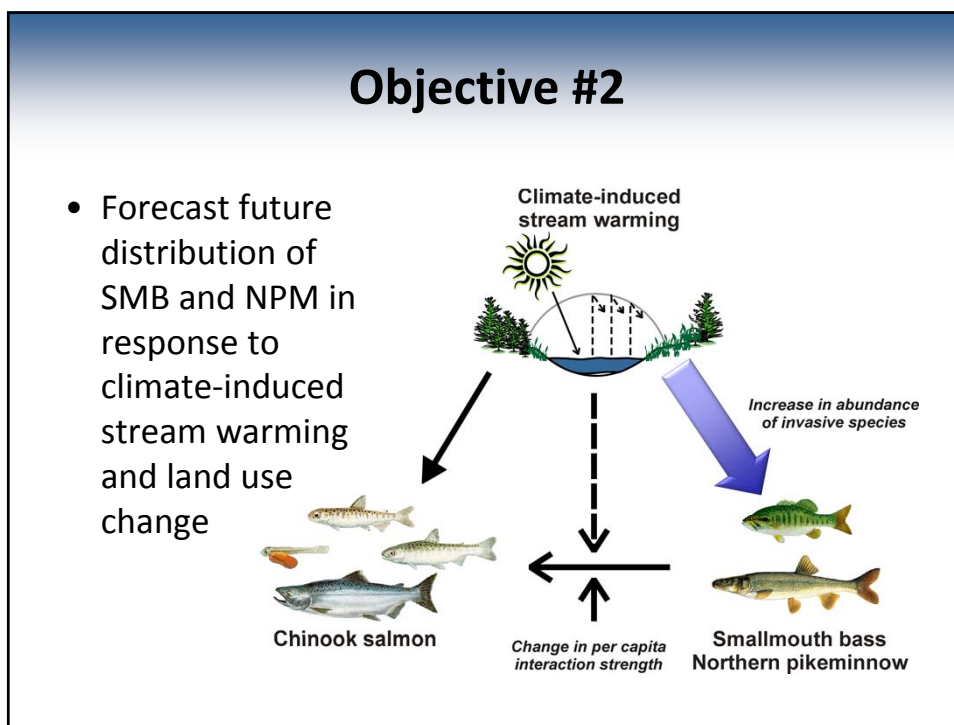 Objective #2
• Forecast future
distribution of
SMB and NPM in
response to
climate-induced
stream warming
and land use
change
Climate-induced
stream warming
Increase in abundance
of invasive species
Chinook salmon
Change in per capita
interaction strength
Smallmouth bass
Northern pikeminnow